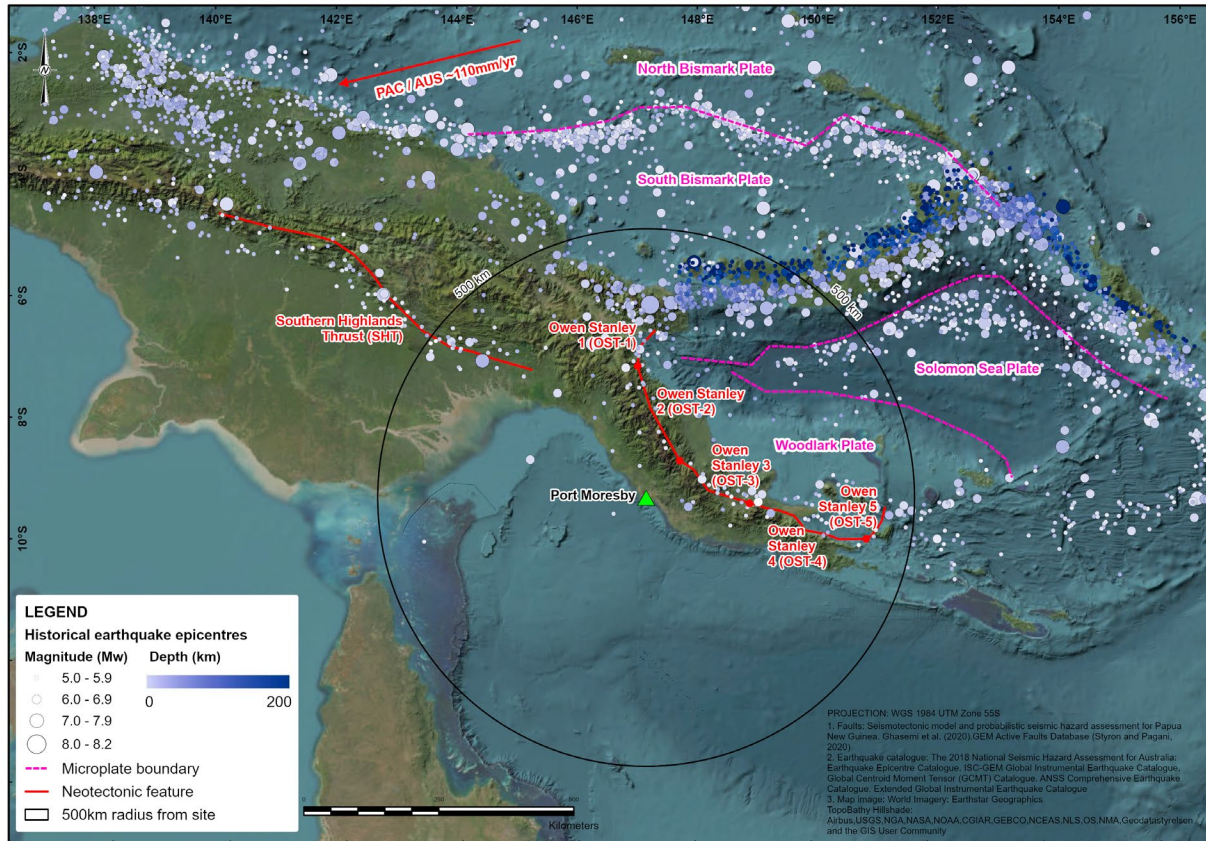 138°E
140°E
142°E
144°E
146°E
148°E
150°E
152°E
154°E
156°E
2°S
4°S
6°S
8°S
10°S
N
PAC / AUS ~110mm/yr
North Bismark Plate
South Bismark Plate
500 km
500 km
Southern Highlands
Thrust (SHT)
Owen Stanley
1 (OST-1)
Solomon Sea Plate
Owen Stanley
2 (OST-2)
Woodlark Plate
Owen
Stanley 3
(OST-3)
Port Moresby
Owen
Stanley 5
(OST-5)
Owen
Stanley
4 (OST-4)
LEGEND
Historical earthquake epicentres
Magnitude (Mw)
5.0 - 5.9
6.0 - 6.9
7.0 - 7.9
8.0 - 8.2
Depth (km)
0 200
Microplate boundary
Neotectonic feature
500km radius from site
Kilometers
PROJECTION: WGS 1984 UTM Zone 55S
1. Faults: Seismotectonic model and probabilistic seismic hazard assessment for Papua
New Guinea. Ghasemi et al. (2020).GEM Active Faults Database (Styron and Pagani,
2020)
2. Earthquake catalogue: The 2018 National Seismic Hazard Assessment for Australia:
Earthquake Epicentre Catalogue. ISC-GEM Global Instrumental Earthquake Catalogue,
Global Centroid Moment Tensor (GCMT) Catalogue. ANSS Comprehensive Earthquake
Catalogue. Extended Global Instrumental Earthquake Catalogue
3. Map image: World Imagery: Earthstar Geographics
TopoBathy Hillshade:
Airbus,USGS,NGA,NASA,NOAA,CGIAR,GEBCO,NCEAS,NLS,OS,NMA,Geodatastyrelsen
and the GIS User Community